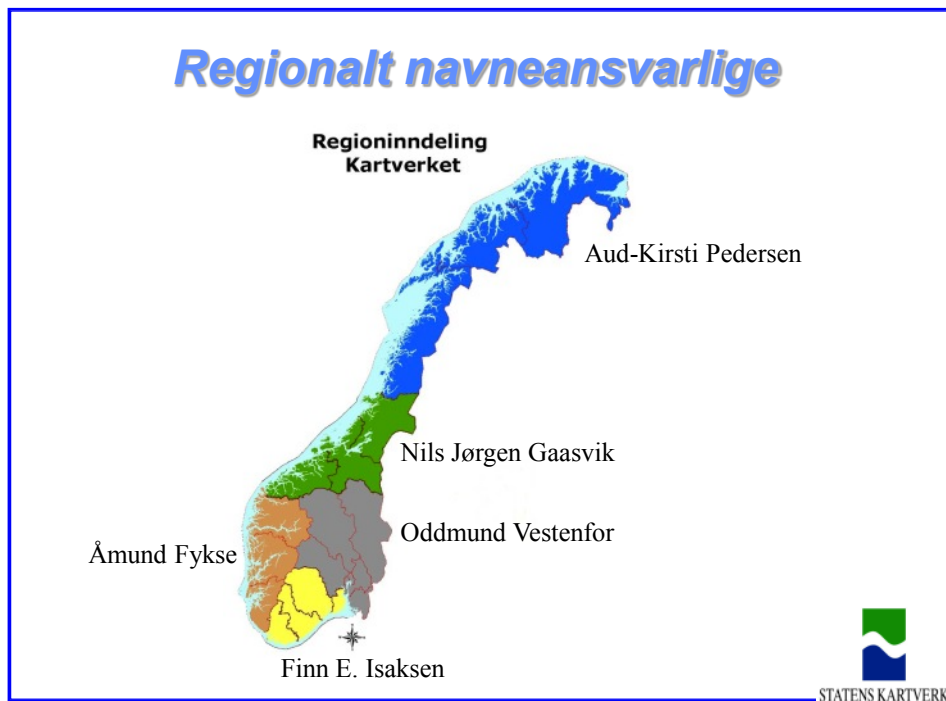 Regionalt navneansvarlige
Regioninndeling
Kartverket
Aud-Kirsti Pedersen
Nils Jørgen Gaasvik
Oddmund Vestenfor
Åmund Fykse
Finn E. Isaksen
STATENS KARTVERK